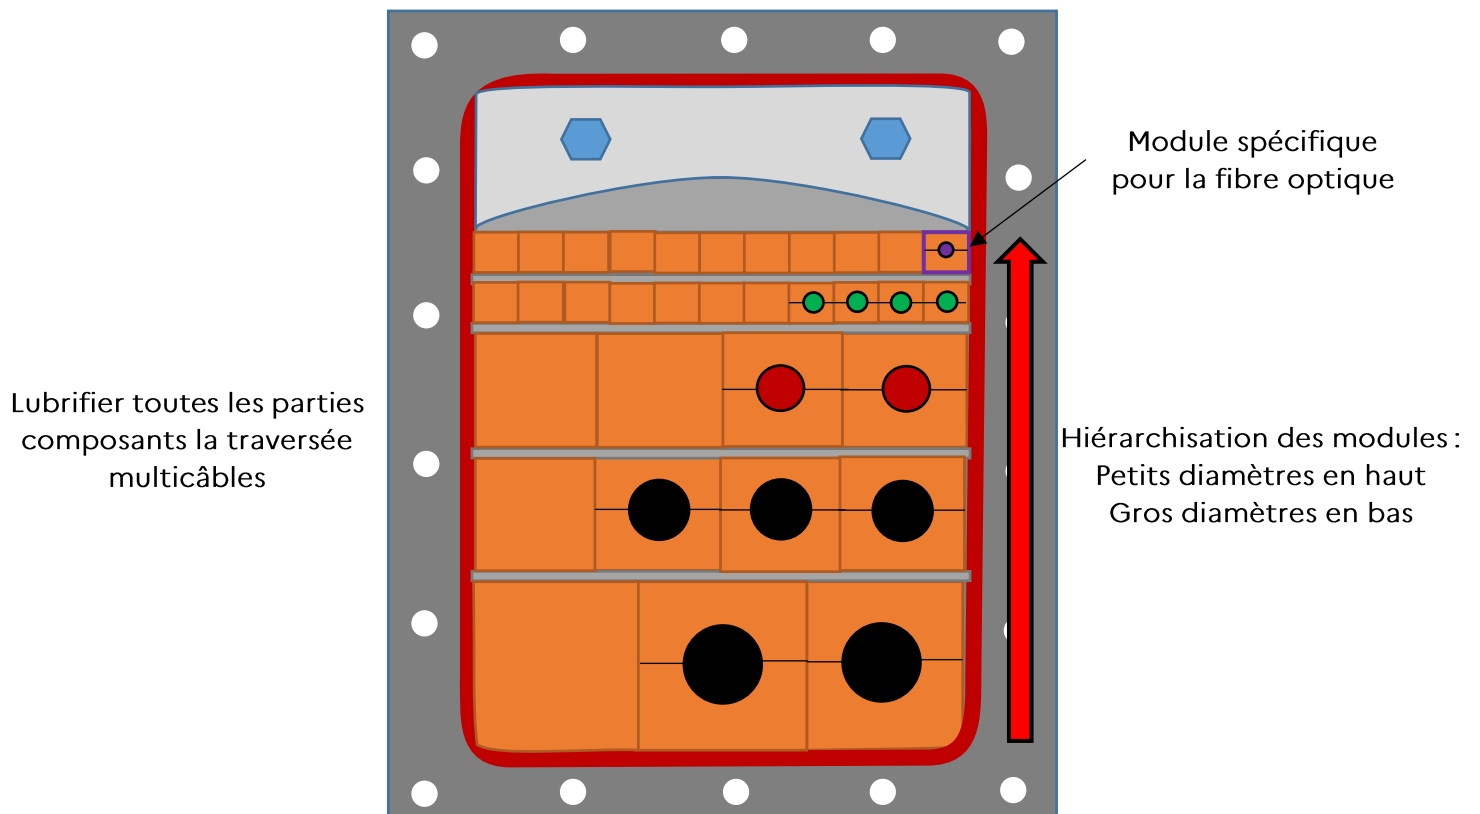 Module spécifique
pour la fibre optique
Lubrifier toutes les parties
composants la traversée
multicâbles
Hiérarchisation des modules :
Petits diamètres en haut
Gros diamètres en bas